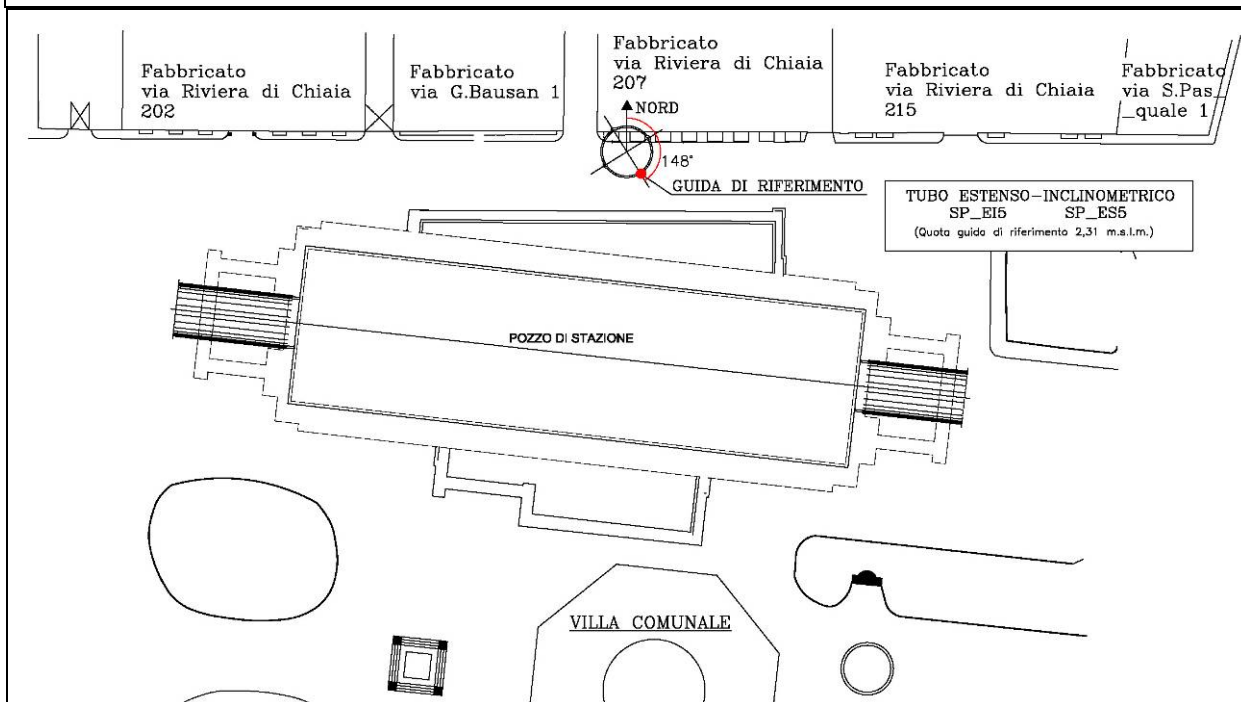 Fabbricato
via Riviera di Chiaia
202
Fabbricato
via G.Bausan 1
Fabbricato
via Riviera di Chiaia
207
Fabbricato
via Riviera di Chiaia
215
Fabbricato
via S.Pas_
_quale 1
NORD
148°
GUIDA DI RIFERIMENTO
TUBO ESTENSO-INCLINOMETRICO
SP_EI5 SP_ES5
(Quota guida di riferimento 2,31 m.s.l.m.)
POZZO DI STAZIONE
VILLA COMUNALE